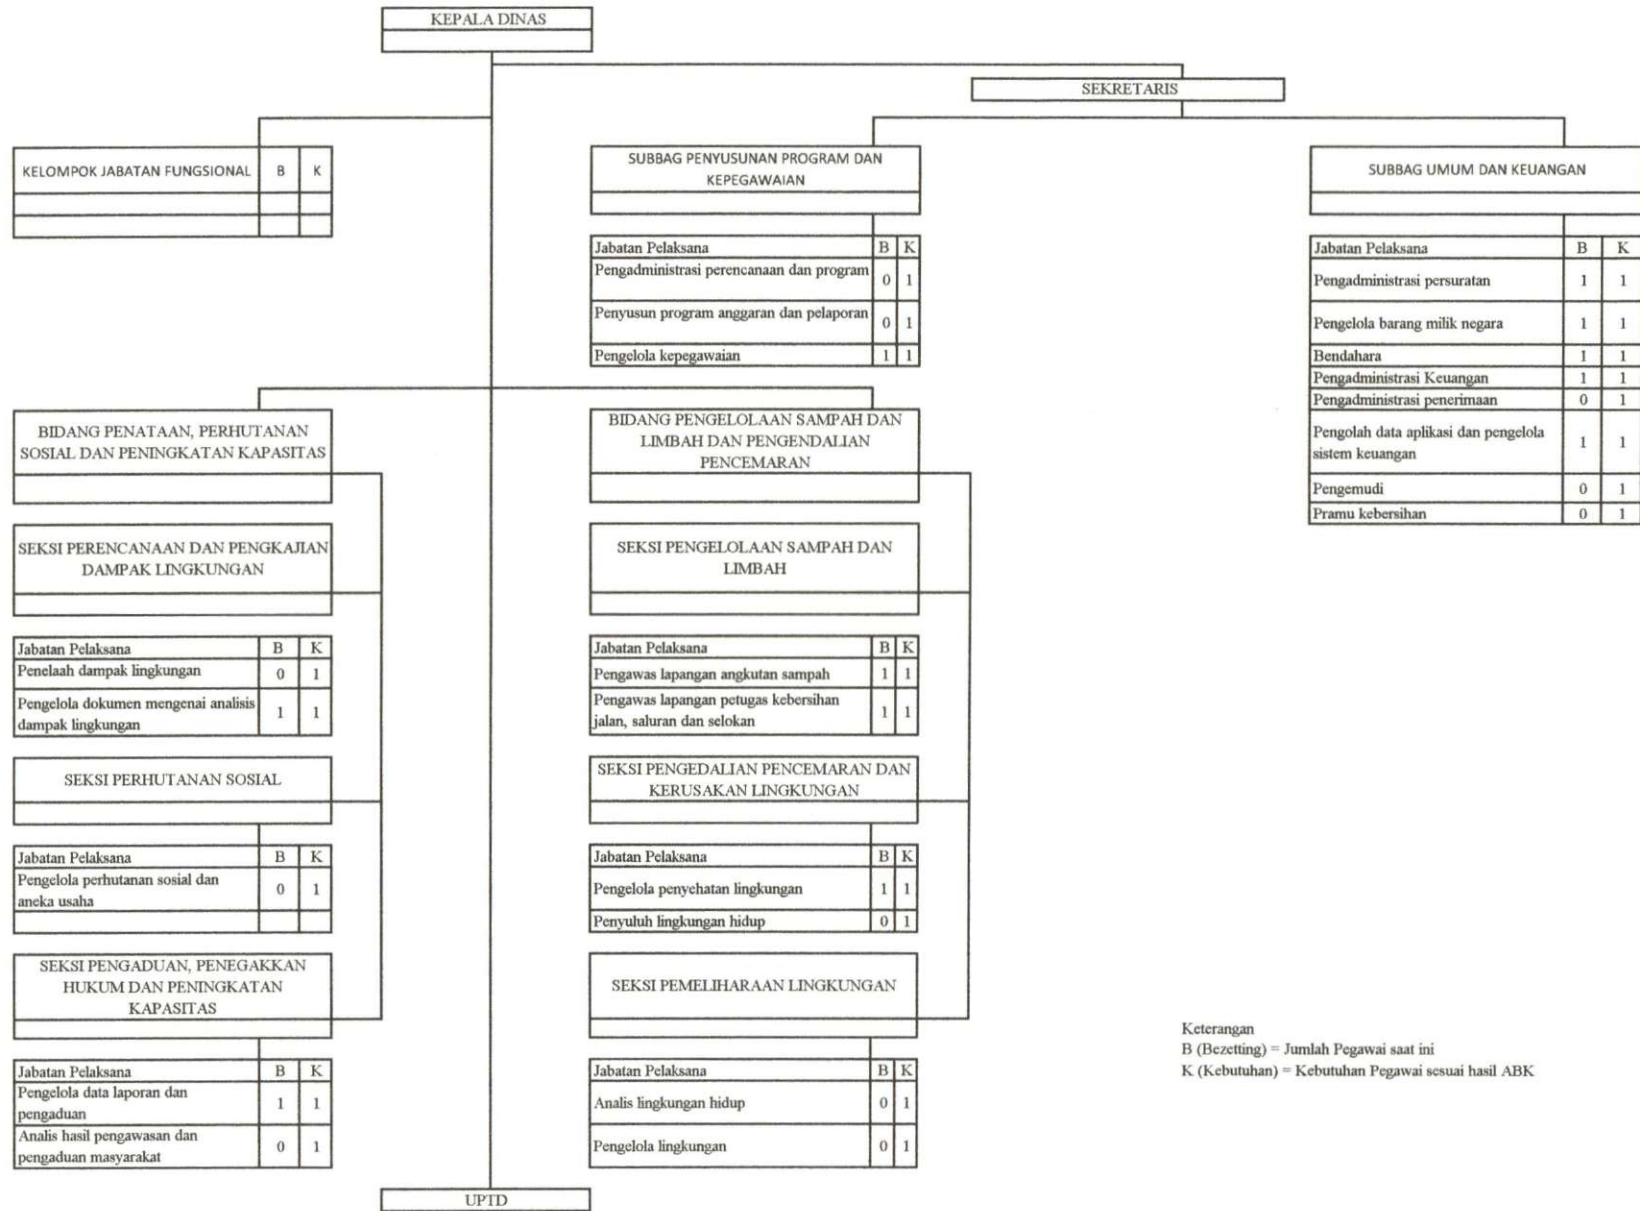 KEPALA DINAS
SEKRETARIS
KELOMPOK JABATAN FUNGSIONAL B K
SUBBAG PENYUSUNAN PROGRAM DAN
KEPEGAWAIAN
Jabatan Pelaksana B K
Pengadministrasi perencanaan dan program 0 1
Penyusun program anggaran dan pelaporan 0 1
Pengelola kepegawaian 1 1
SUBBAG UMUM DAN KEUANGAN
Jabatan Pelaksana B K
Pengadministrasi persuratan 1 1
Pengelola barang milik negara 1 1
Bendahara 1 1
Pengadministrasi Keuangan 1 1
Pengadministrasi penerimaan 0 1
Pengolah data aplikasi dan pengelola
sistem keuangan 1 1
Pengemudi 0 1
Pramu kebersihan 0 1
BIDANG PENATAAN, PERHUTANAN
SOSIAL DAN PENINGKATAN KAPASITAS
SEKSI PERENCANAAN DAN PENGKAJIAN
DAMPAK LINGKUNGAN
Jabatan Pelaksana B K
Penelaah dampak lingkungan 0 1
Pengelola dokumen mengenai analisis
dampak lingkungan 1 1
SEKSI PERHUTANAN SOSIAL
Jabatan Pelaksana B K
Pengelola perhutanan sosial dan
aneka usaha 0 1
SEKSI PENGADUAN, PENEGAKKAN
HUKUM DAN PENINGKATAN
KAPASITAS
Jabatan Pelaksana B K
Pengelola data laporan dan
pengaduan 1 1
Analis hasil pengawasan dan
pengaduan masyarakat 0 1
BIDANG PENGELOLAAN SAMPAH DAN
LIMBAH DAN PENGENDALIAN
PENCEMARAN
SEKSI PENGELOLAAN SAMPAH DAN
LIMBAH
Jabatan Pelaksana B K
Pengawas lapangan angkutan sampah 1 1
Pengawas lapangan petugas kebersihan
jalan, saluran dan selokan 1 1
SEKSI PENGEDALIAN PENCEMARAN DAN
KERUSAKAN LINGKUNGAN
Jabatan Pelaksana B K
Pengelola penyehatan lingkungan 1 1
Penyuluh lingkungan hidup 0 1
SEKSI PEMELIHARAAN LINGKUNGAN
Jabatan Pelaksana B K
Analis lingkungan hidup 0 1
Pengelola lingkungan 0 1
Keterangan
B (Bezetting) = Jumlah Pegawai saat ini
K (Kebutuhan) = Kebutuhan Pegawai sesuai hasil ABK
UPTD